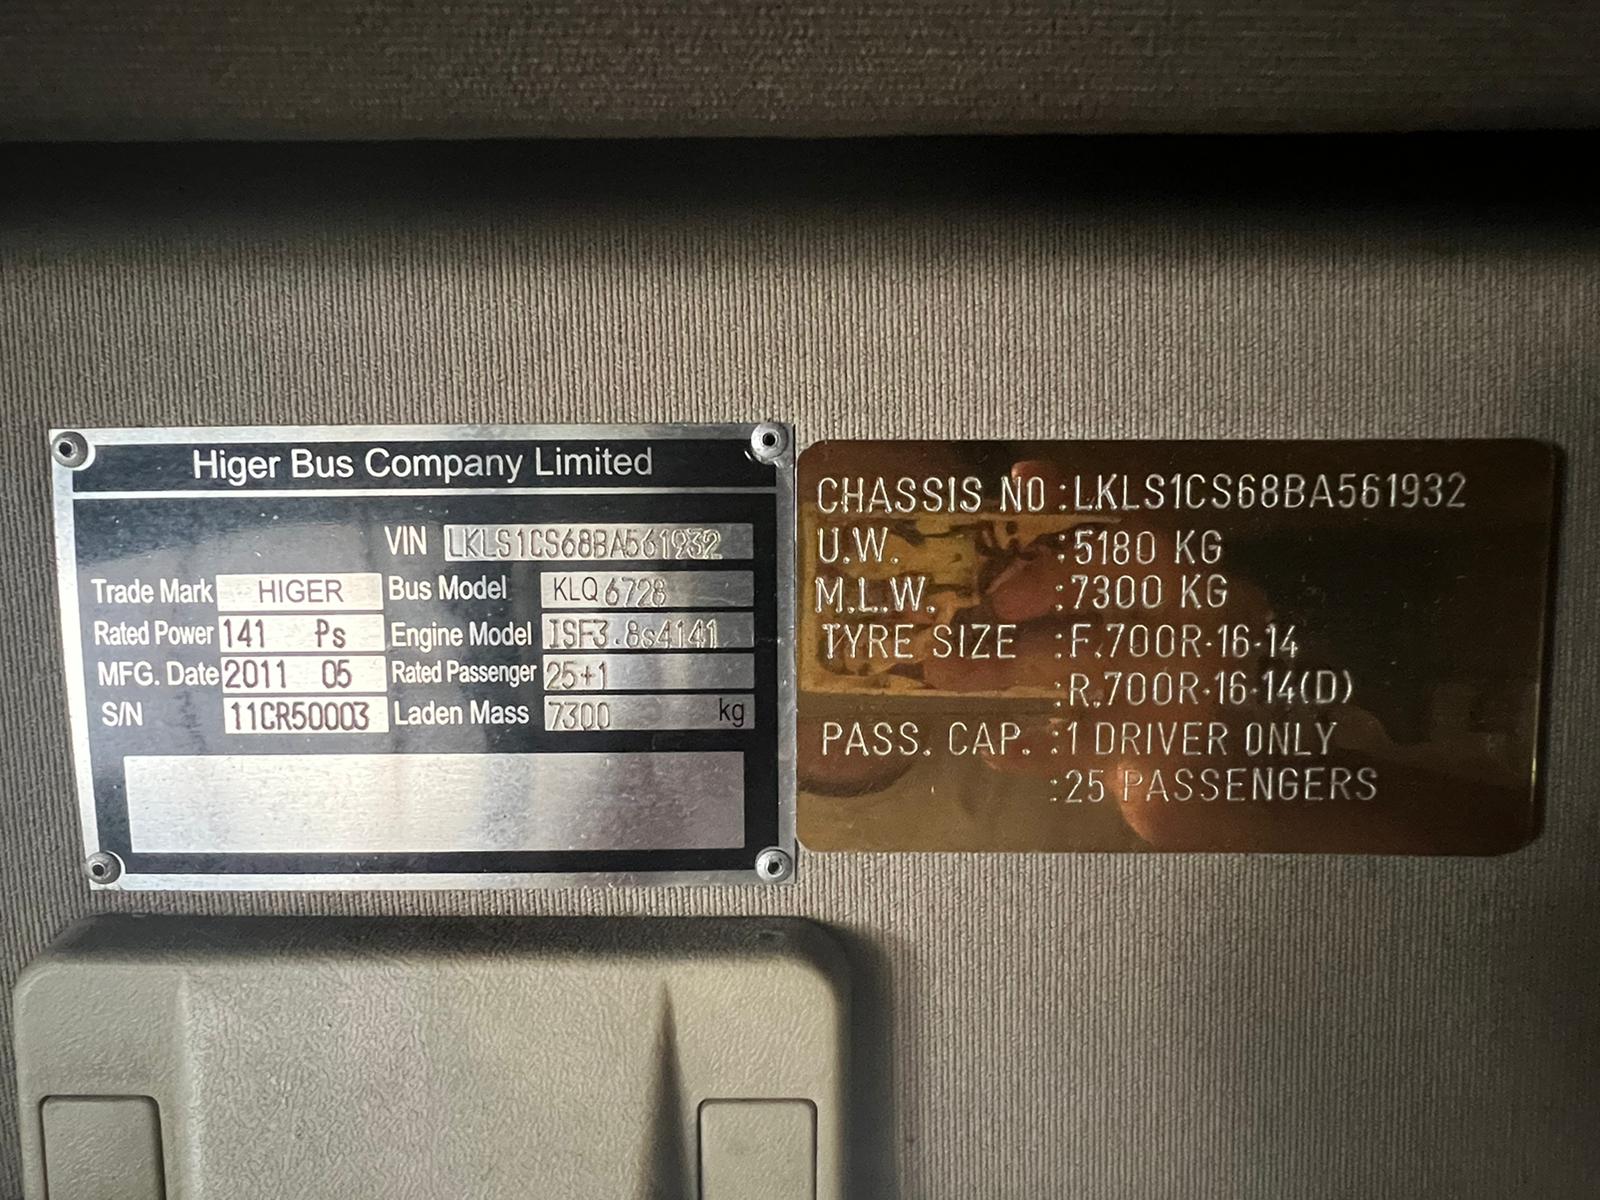 Higer Bus Company Limited
VIN LKLS1CS68BA561932
Trade Mark HIGER Bus Model KLQ6728
Rated Power 141 Ps Engine Model ISF3.8s4141
MFG. Date 2011 05 Rated Passenger 25+1
S/N 11CR50003 Laden Mass 7300 kg
CHASSIS NO :LKLS1CS68BA561932
U.W. :5180 KG
M.L.W. :7300 KG
TYRE SIZE :F.700R·16·14
:R.700R·16·14(D)
PASS. CAP. :1 DRIVER ONLY
:25 PASSENGERS